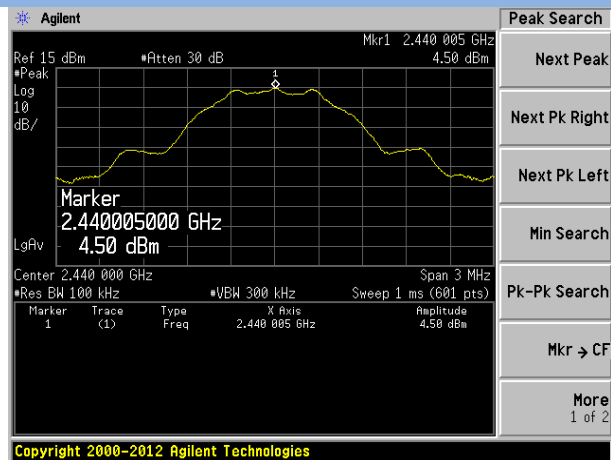 Agilent
Peak Search
Mkr1 2.440 005 GHz
Ref 15 dBm #Atten 30 dB 4.50 dBm
#Peak
Log
10
dB/
1
Marker
2.440005000 GHz
4.50 dBm
LgAv
Center 2.440 000 GHz Span 3 MHz
#Res BW 100 kHz #VBW 300 kHz Sweep 1 ms (601 pts)
Marker Trace Type X Axis Amplitude
1 (1) Freq 2.440 005 GHz 4.50 dBm
Next Peak
Next Pk Right
Next Pk Left
Min Search
Pk-Pk Search
Mkr → CF
More
1 of 2
Copyright 2000-2012 Agilent Technologies